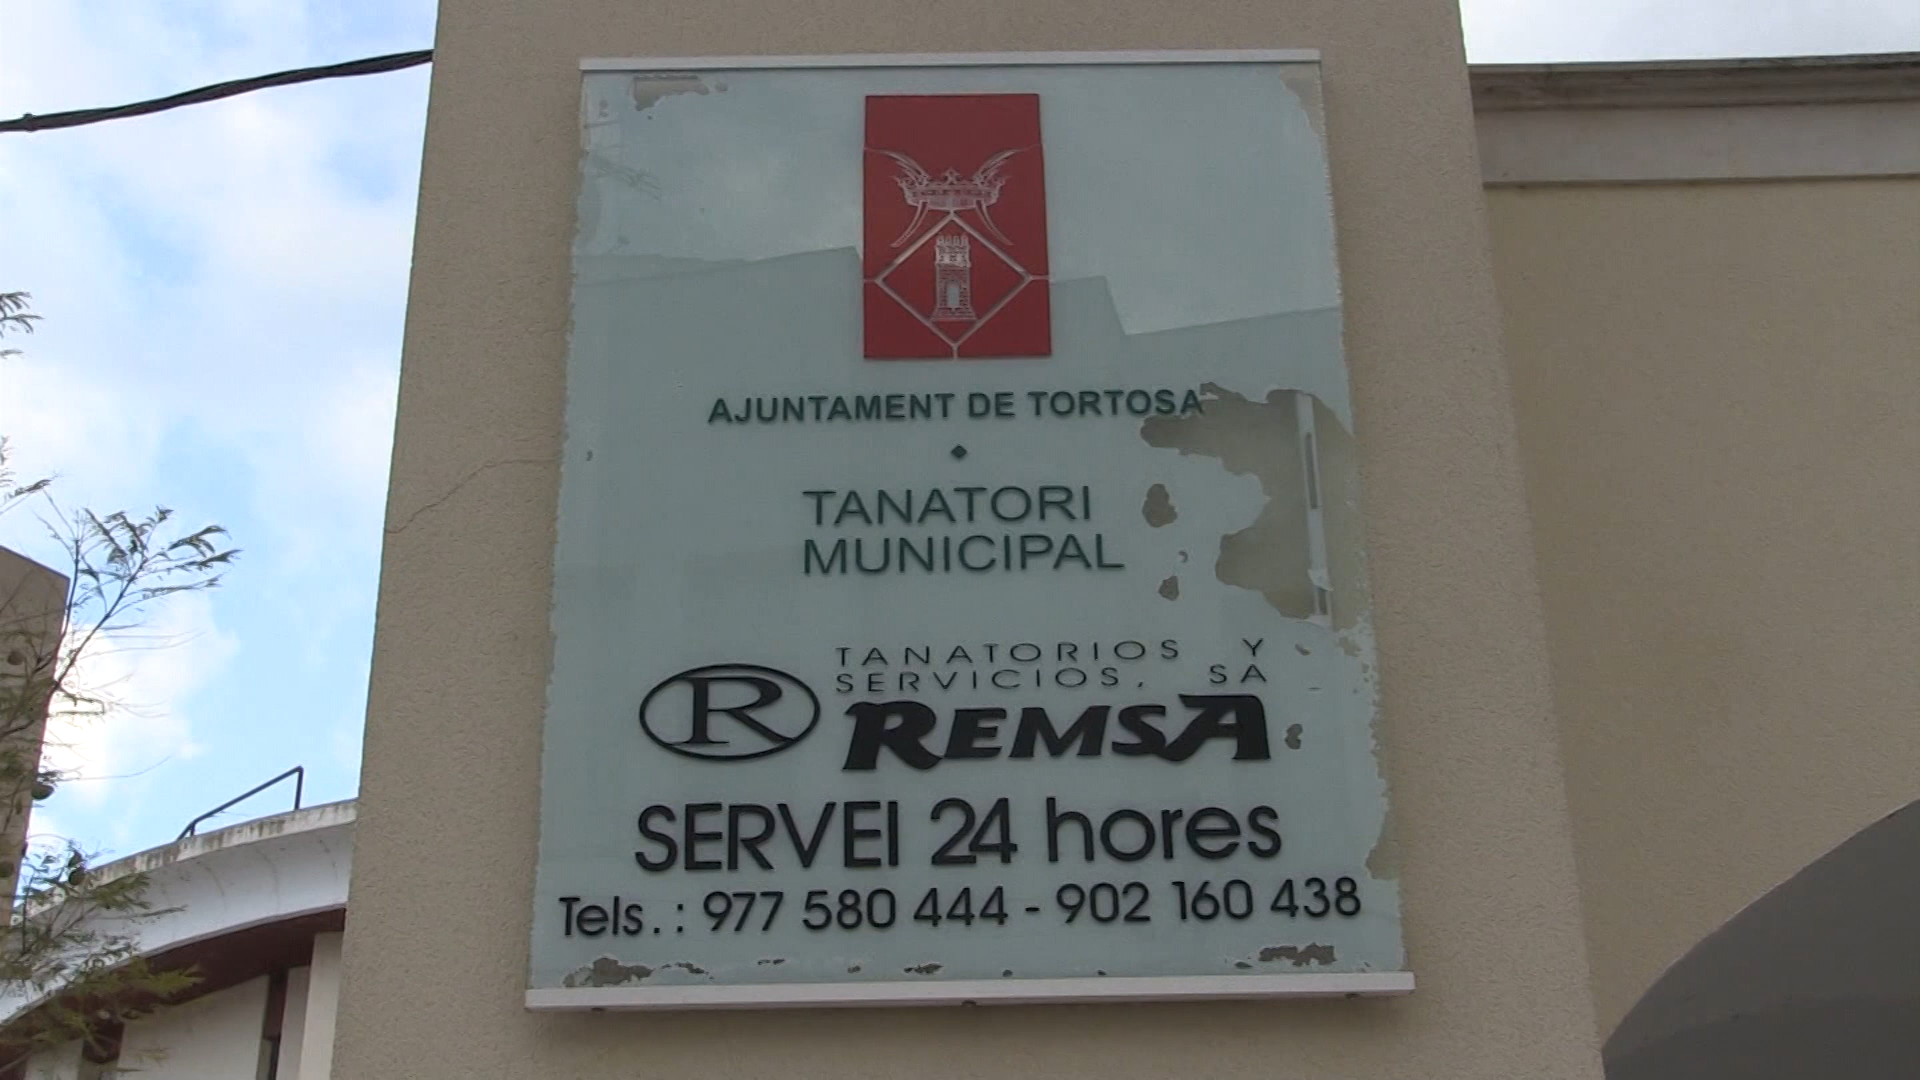 AJUNTAMENT DE TORTOSA
TANATORI
MUNICIPAL
R
TANATORIOS Y
SERVICIOS, SA
REMSA
SERVEI 24 hores
Tels.: 977 580 444 - 902 160 438